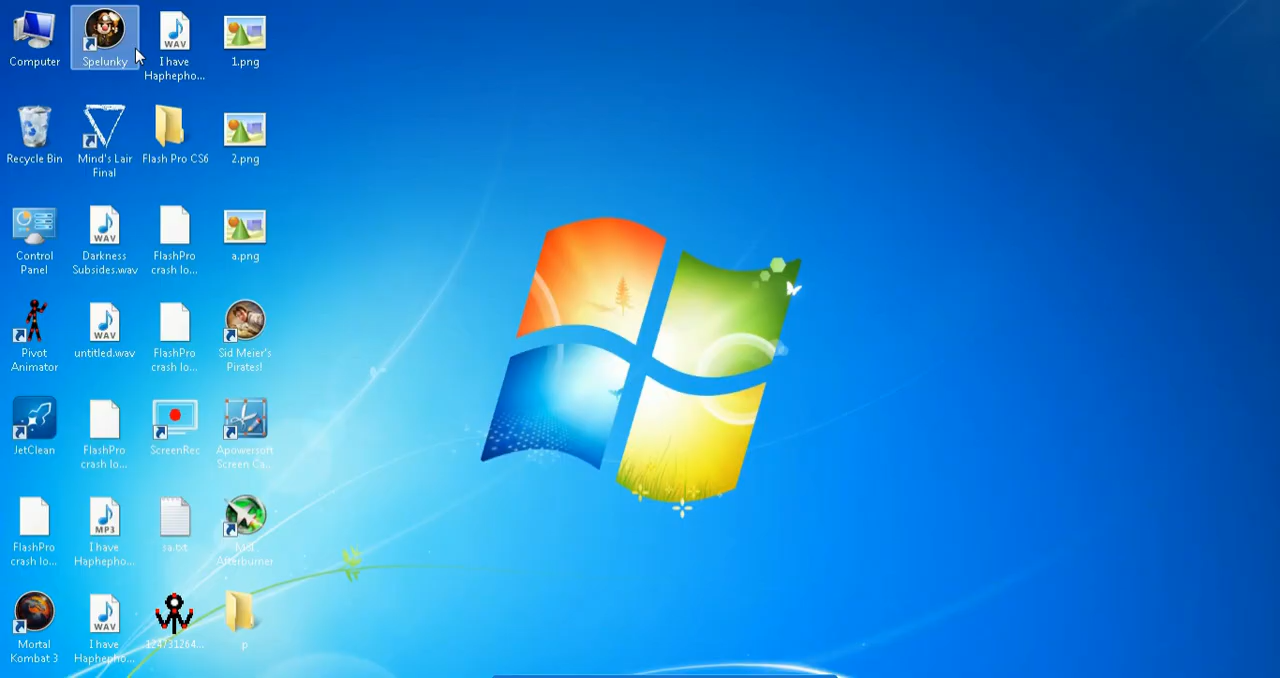 Computer
Spelunky
WAV
I have
Haphepho...
1.png
Recycle Bin
Mind's Lair
Final
Flash Pro CS6
2.png
Control
Panel
WAV
Darkness
Subsides.wav
FlashPro
crash lo...
a.png
Pivot
Animator
WAV
untitled.wav
FlashPro
crash lo...
Sid Meier's
Pirates!
JetClean
FlashPro
crash lo...
ScreenRec
Apowersoft
Screen Ca...
FlashPro
crash lo...
MP3
I have
Haphepho...
sa.txt
MSI
Afterburner
Mortal
Kombat 3
WAV
I have
Haphepho...
124731264...
p